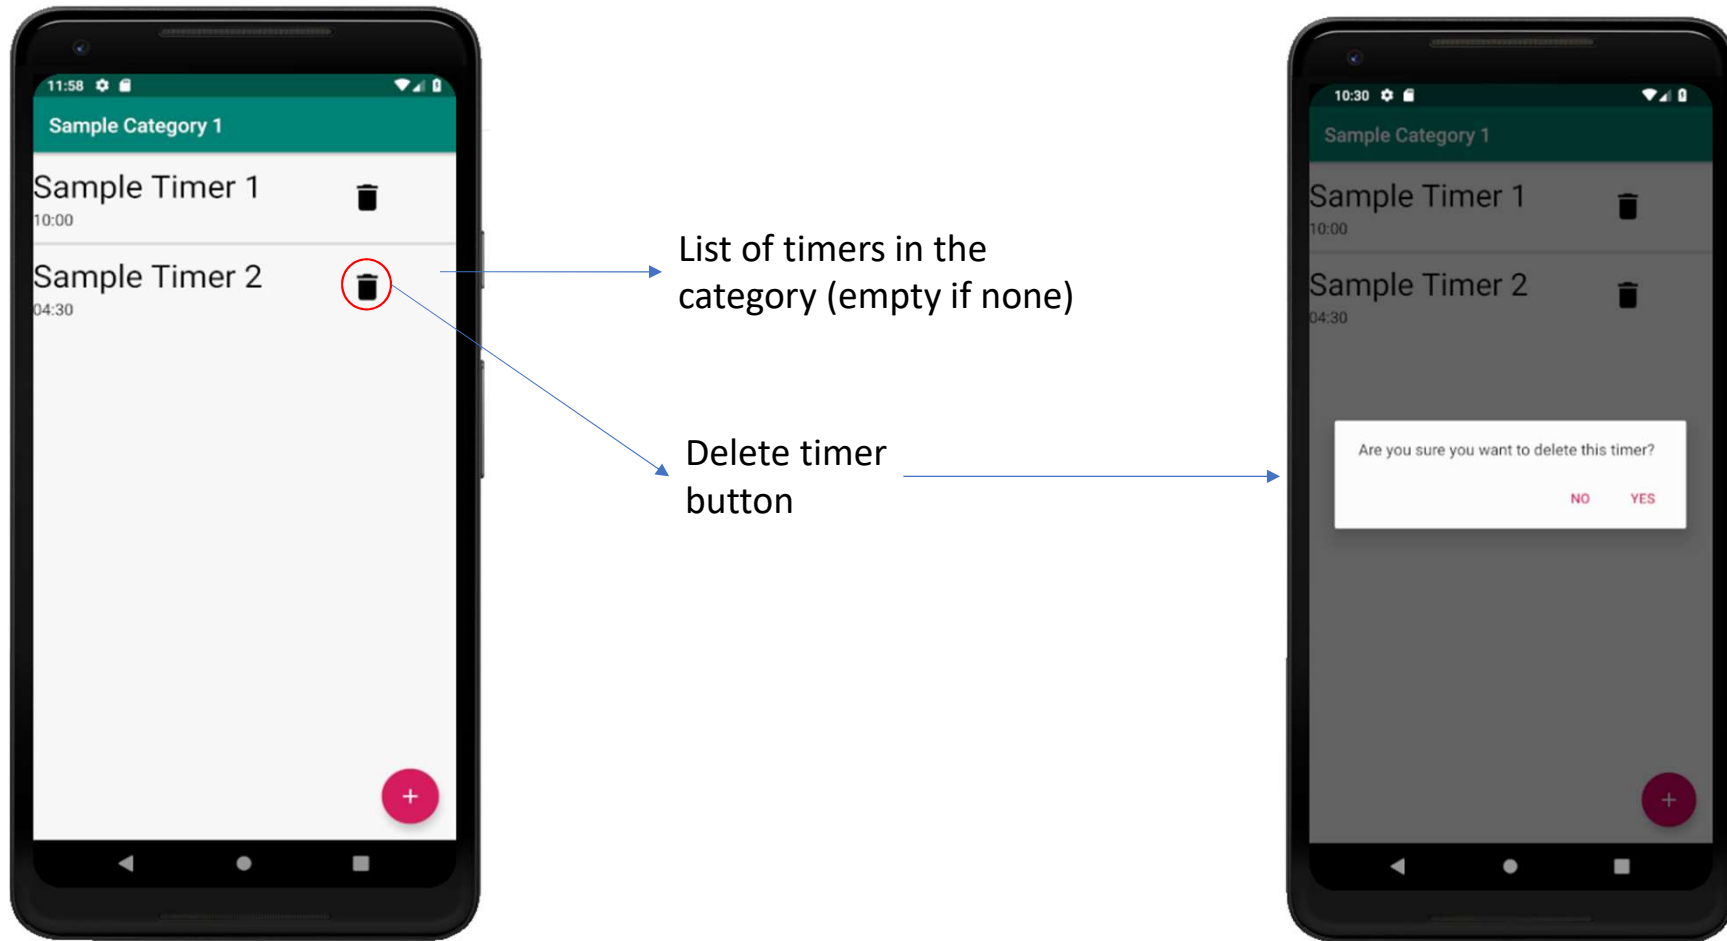 11:58
Sample Category 1
Sample Timer 1
10:00
Sample Timer 2
04:30
+
List of timers in the
category (empty if none)
Delete timer
button
10:30
Sample Category 1
Sample Timer 1
10:00
Sample Timer 2
04:30
Are you sure you want to delete this timer?
NO YES
+